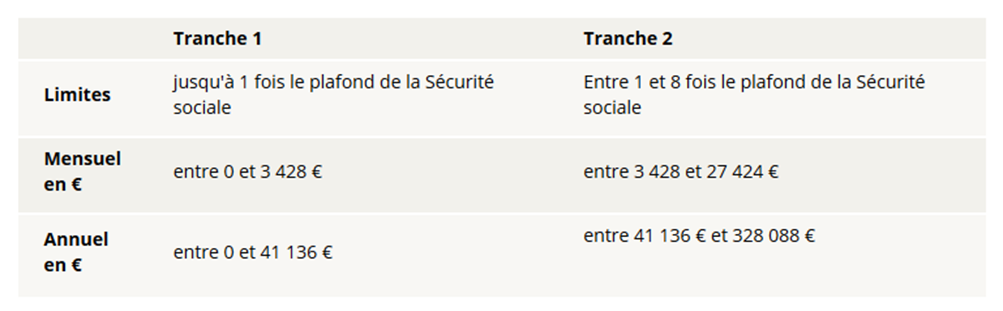 Tranche 1
Tranche 2
Limites
jusqu'à 1 fois le plafond de la Sécurité
sociale
Entre 1 et 8 fois le plafond de la Sécurité
sociale
Mensuel
en €
entre 0 et 3 428 €
entre 3 428 et 27 424 €
Annuel
en €
entre 0 et 41 136 €
entre 41 136 € et 328 088 €